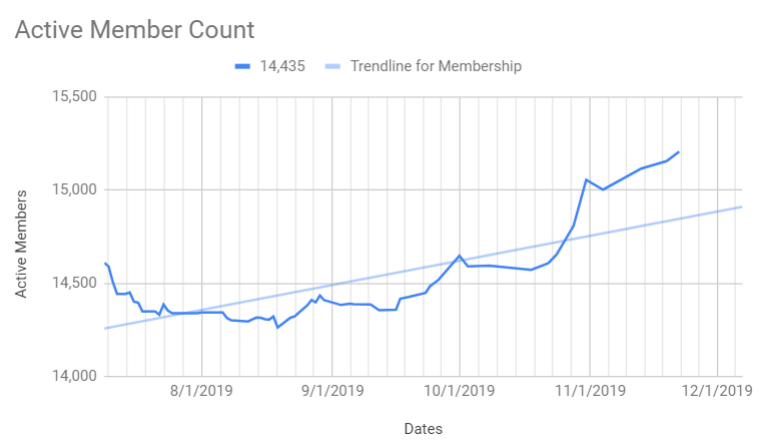 Active Member Count
14,435 Trendline for Membership
15,500
15,000
14,500
14,000
Active Members
8/1/2019 9/1/2019 10/1/2019 11/1/2019 12/1/2019
Dates